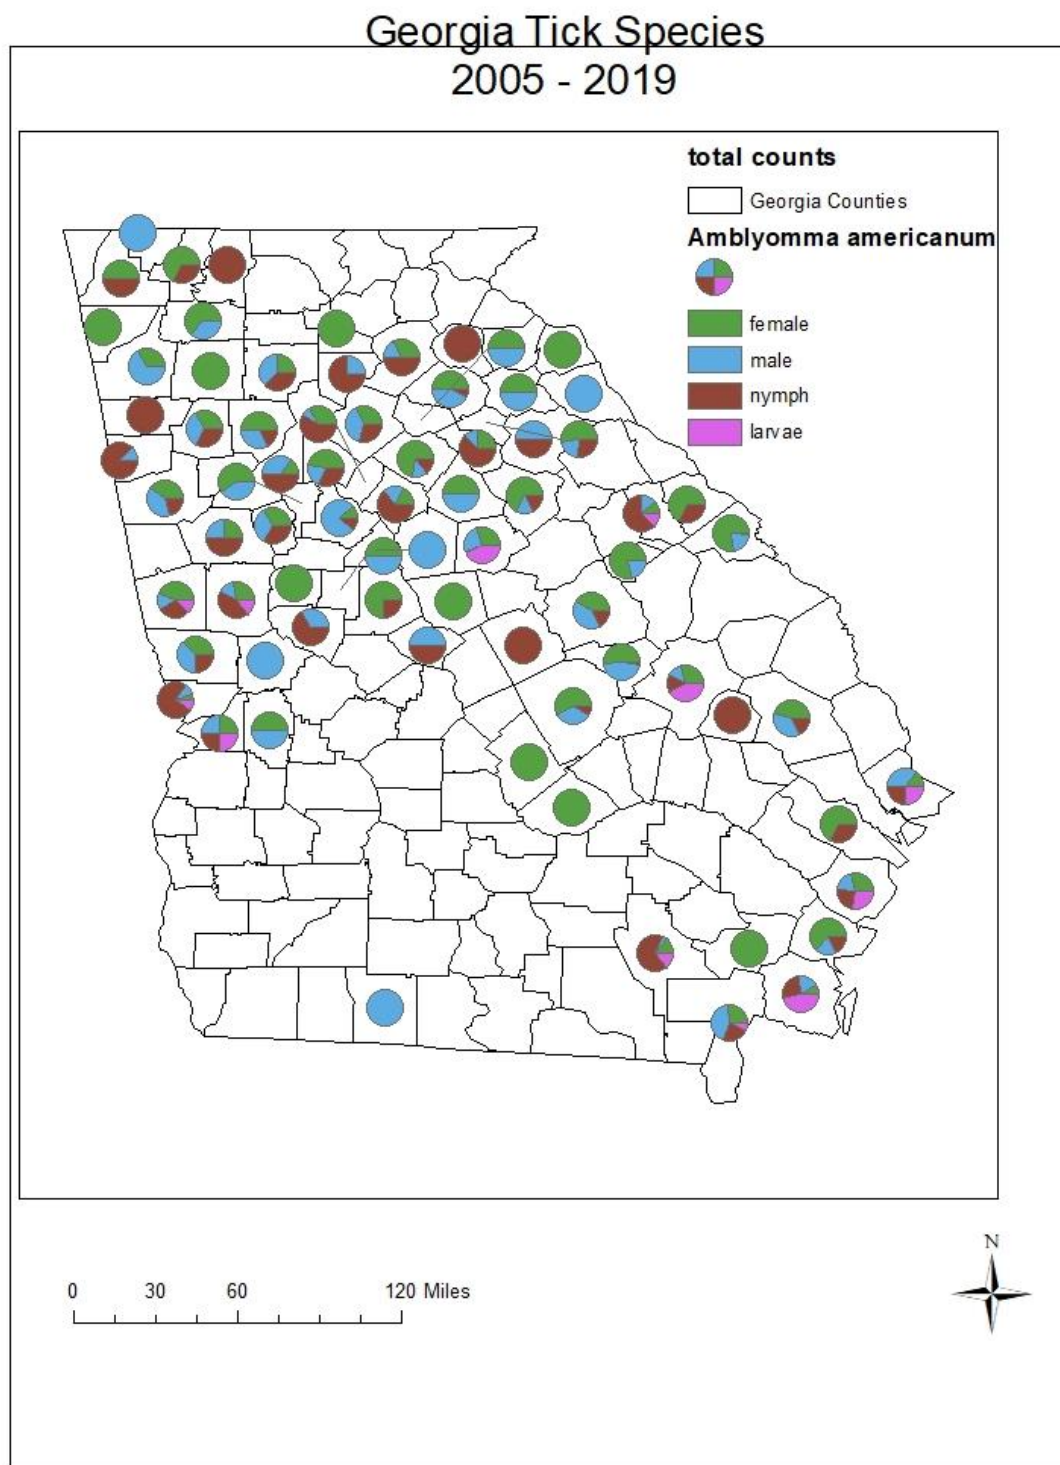 Georgia Tick Species
2005 - 2019
total counts
Georgia Counties
Amblyomma americanum
female
male
nymph
larvae
0 30 60 120 Miles
N